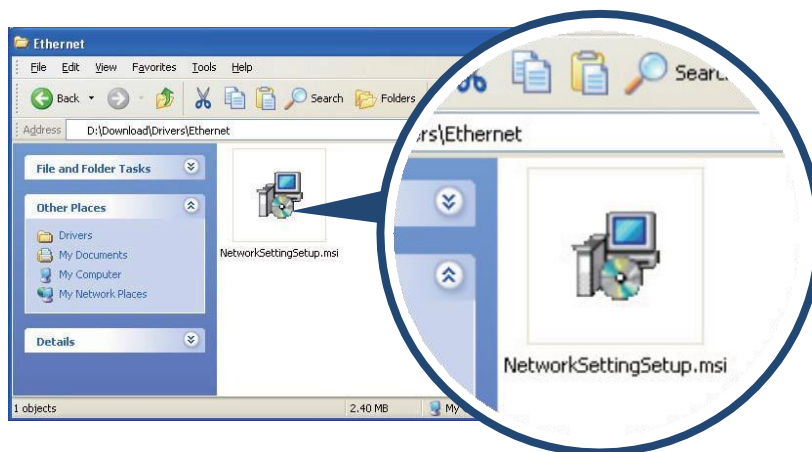 Ethernet
File Edit View Favorites Tools Help
Back Search Folders
Address D:\Download\Drivers\Ethernet
File and Folder Tasks
Other Places
Drivers
My Documents
My Computer
My Network Places
Details
NetworkSettingSetup.msi
1 objects 2.40 MB My
Sear
rs\Ethernet
NetworkSettingSetup.msi